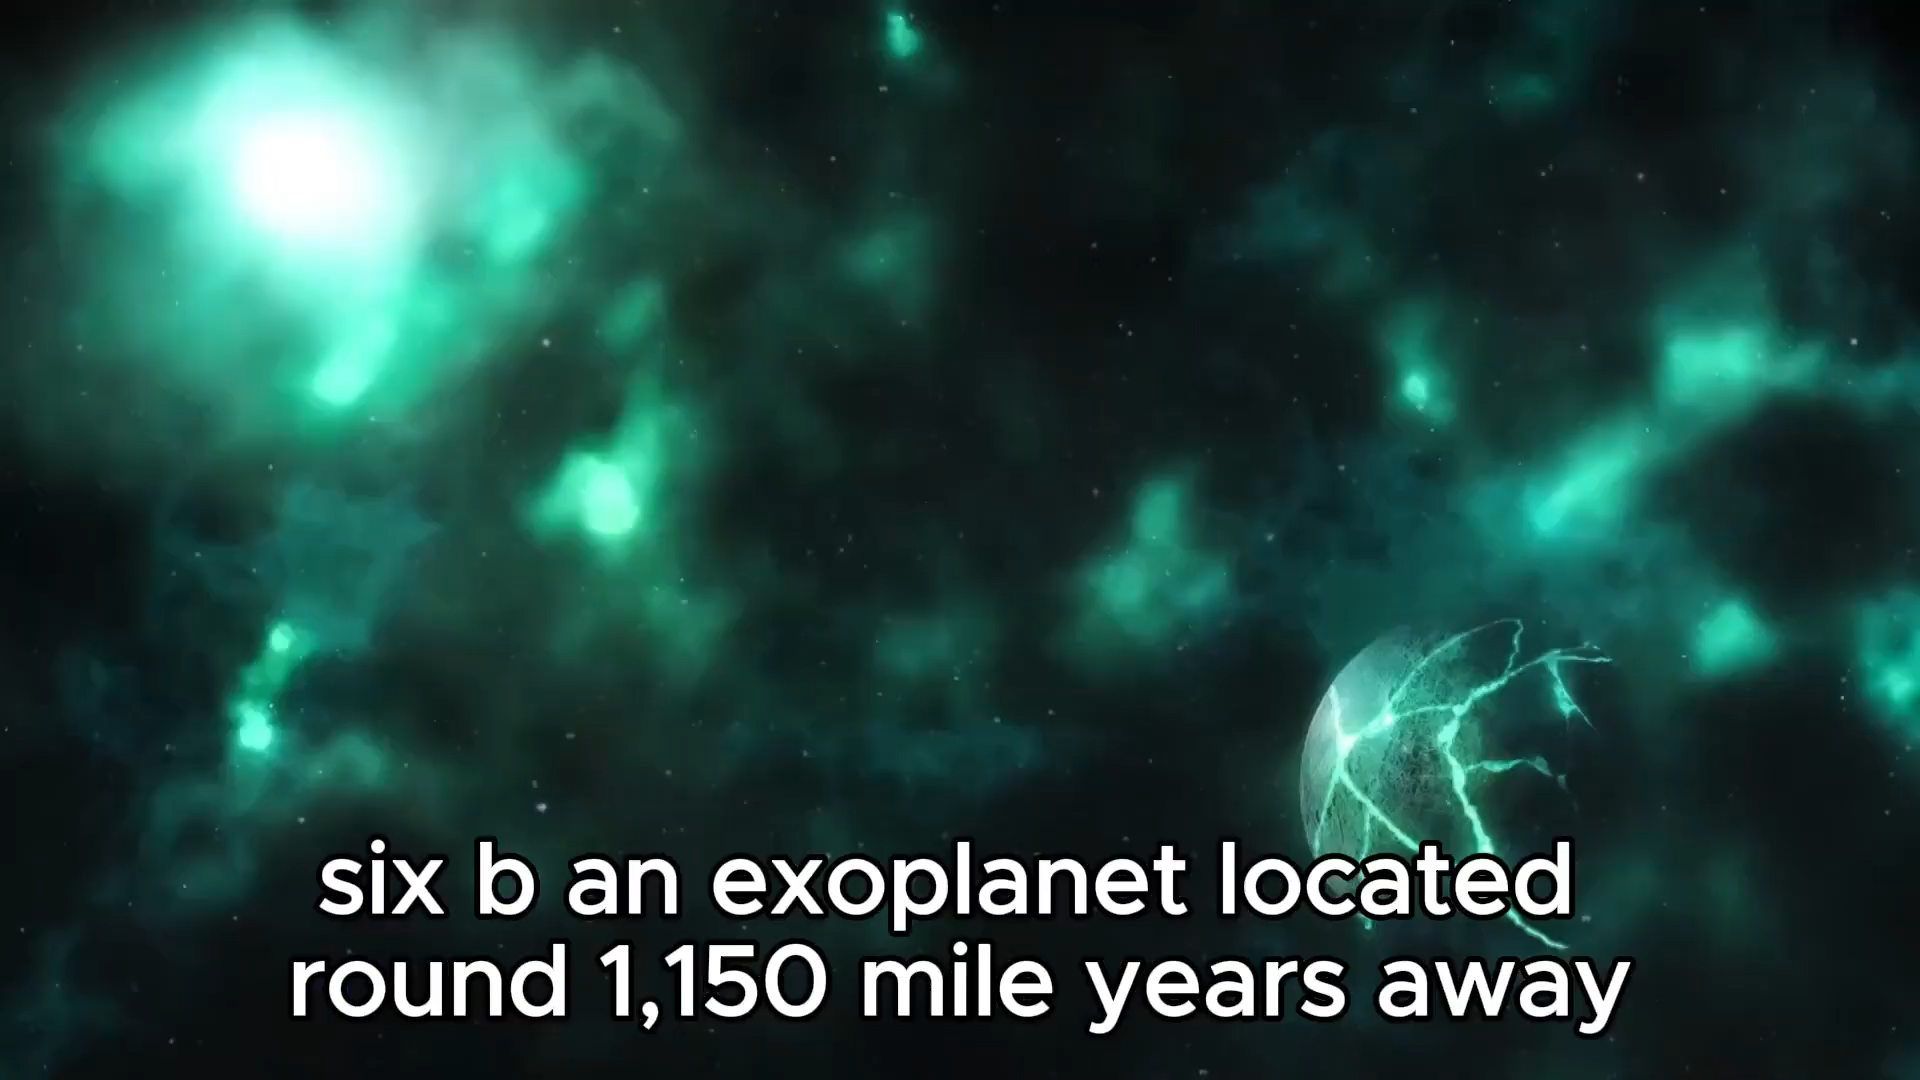 six b an exoplanet located
round 1,150 mile years away